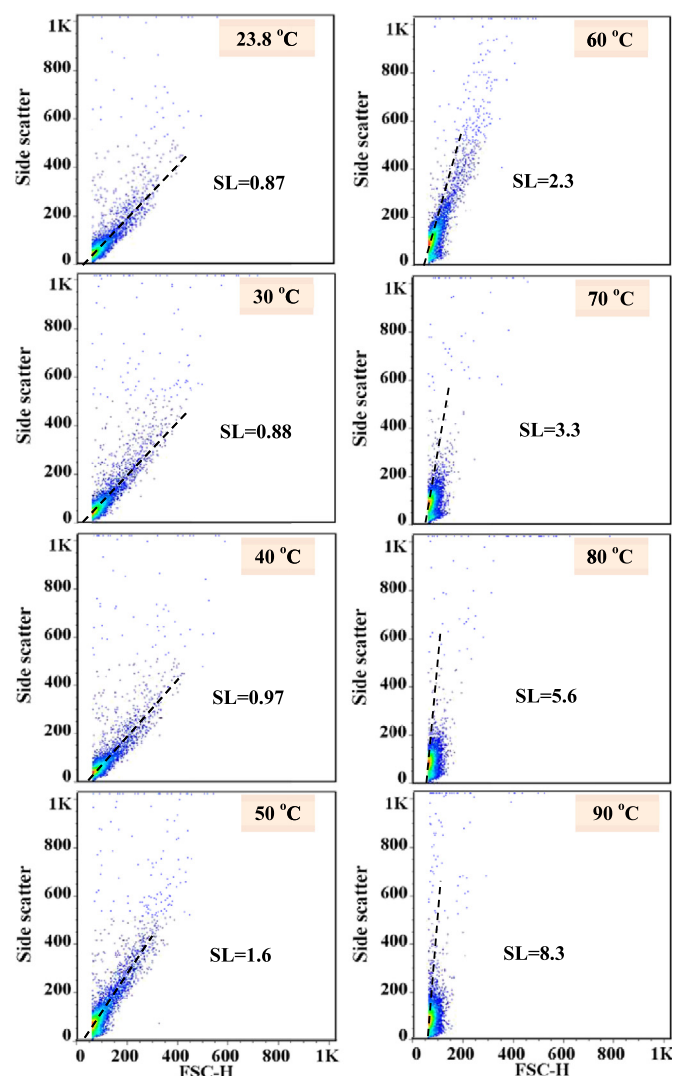 1K
800
600
400
200
0
Side scatter
23.8 °C
SL=0.87
1K
800
600
400
200
0
Side scatter
60 °C
SL=2.3
1K
800
600
400
200
0
Side scatter
30 °C
SL=0.88
1K
800
600
400
200
0
Side scatter
70 °C
SL=3.3
1K
800
600
400
200
0
Side scatter
40 °C
SL=0.97
1K
800
600
400
200
0
Side scatter
80 °C
SL=5.6
1K
800
600
400
200
0
Side scatter
50 °C
SL=1.6
0 200 400 600 800 1K
FSC-H
1K
800
600
400
200
0
Side scatter
90 °C
SL=8.3
0 200 400 600 800 1K
FSC-H